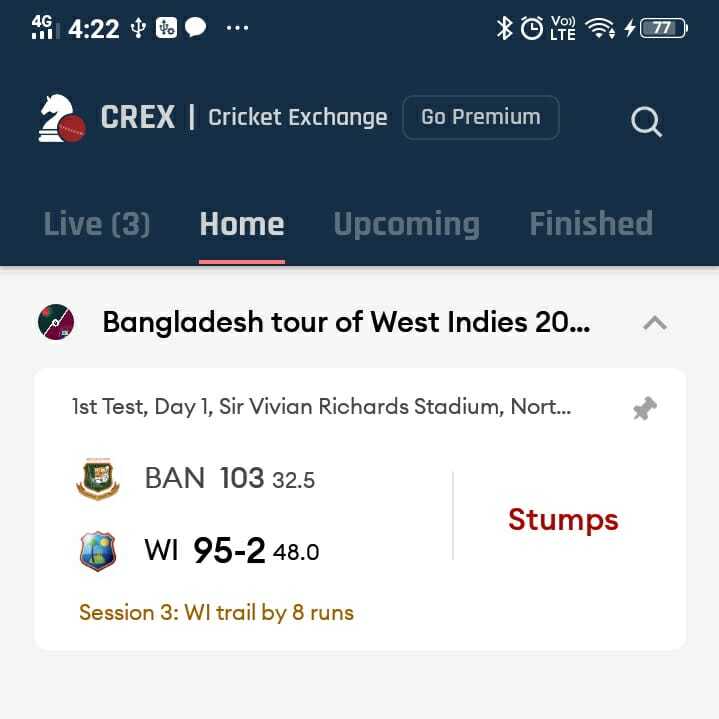 4G 4:22 ... Vo)) LTE 77
CREX | Cricket Exchange Go Premium
Live (3) Home Upcoming Finished
Bangladesh tour of West Indies 20...
1st Test, Day 1, Sir Vivian Richards Stadium, Nort...
BAN 103 32.5
Stumps
WI 95-2 48.0
Session 3: WI trail by 8 runs